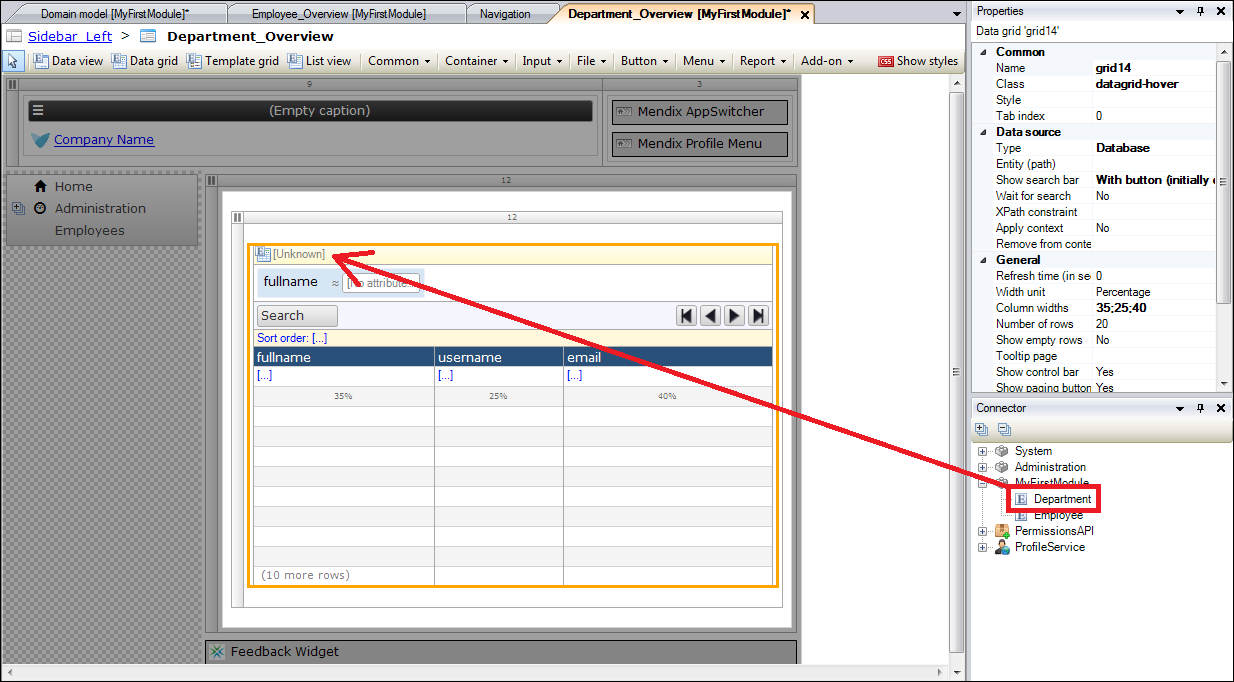 Domain model [MyFirstModule]*
Employee_Overview [MyFirstModule]
Navigation
Department_Overview [MyFirstModule]*
Sidebar_Left > Department_Overview
Data view Data grid Template grid List view Common Container Input File Button Menu Report Add-on CSS Show styles
9
3
(Empty caption)
Company Name
Mendix AppSwitcher
Mendix Profile Menu
Home
Administration
Employees
12
12
[Unknown]
fullname ≈
Search
Sort order: [...]
fullname username email
[...] [...] [...]
35% 25% 40%
(10 more rows)
Feedback Widget
Properties
Data grid 'grid14'
Common
Name grid14
Class datagrid-hover
Style
Tab index 0
Data source
Type Database
Entity (path)
Show search bar With button (initially
Wait for search No
XPath constraint
Apply context No
Remove from conte
General
Refresh time (in sec 0
Width unit Percentage
Column widths 35;25;40
Number of rows 20
Show empty rows No
Tooltip page
Show control bar Yes
Show paging button Yes
Connector
System
Administration
MyFirstModule
Department
Employee
PermissionsAPI
ProfileService